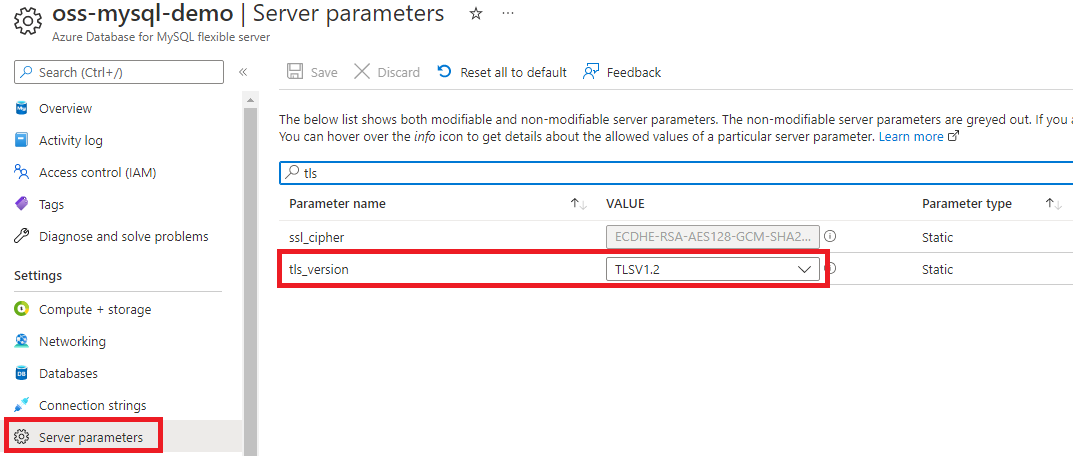 oss-mysql-demo | Server parameters ☆ ···
Azure Database for MySQL flexible server
Search (Ctrl+/) «
Overview
Activity log
Access control (IAM)
Tags
Diagnose and solve problems
Settings
Compute + storage
Networking
Databases
Connection strings
Server parameters
Save Discard Reset all to default Feedback
The below list shows both modifiable and non-modifiable server parameters. The non-modifiable server parameters are greyed out. If you
You can hover over the info icon to get details about the allowed values of a particular server parameter. Learn more
tls
Parameter name ↑↓ VALUE Parameter type ↑↓
ssl_cipher ECDHE-RSA-AES128-GCM-SHA2... Static
tls_version TLSV1.2 Static